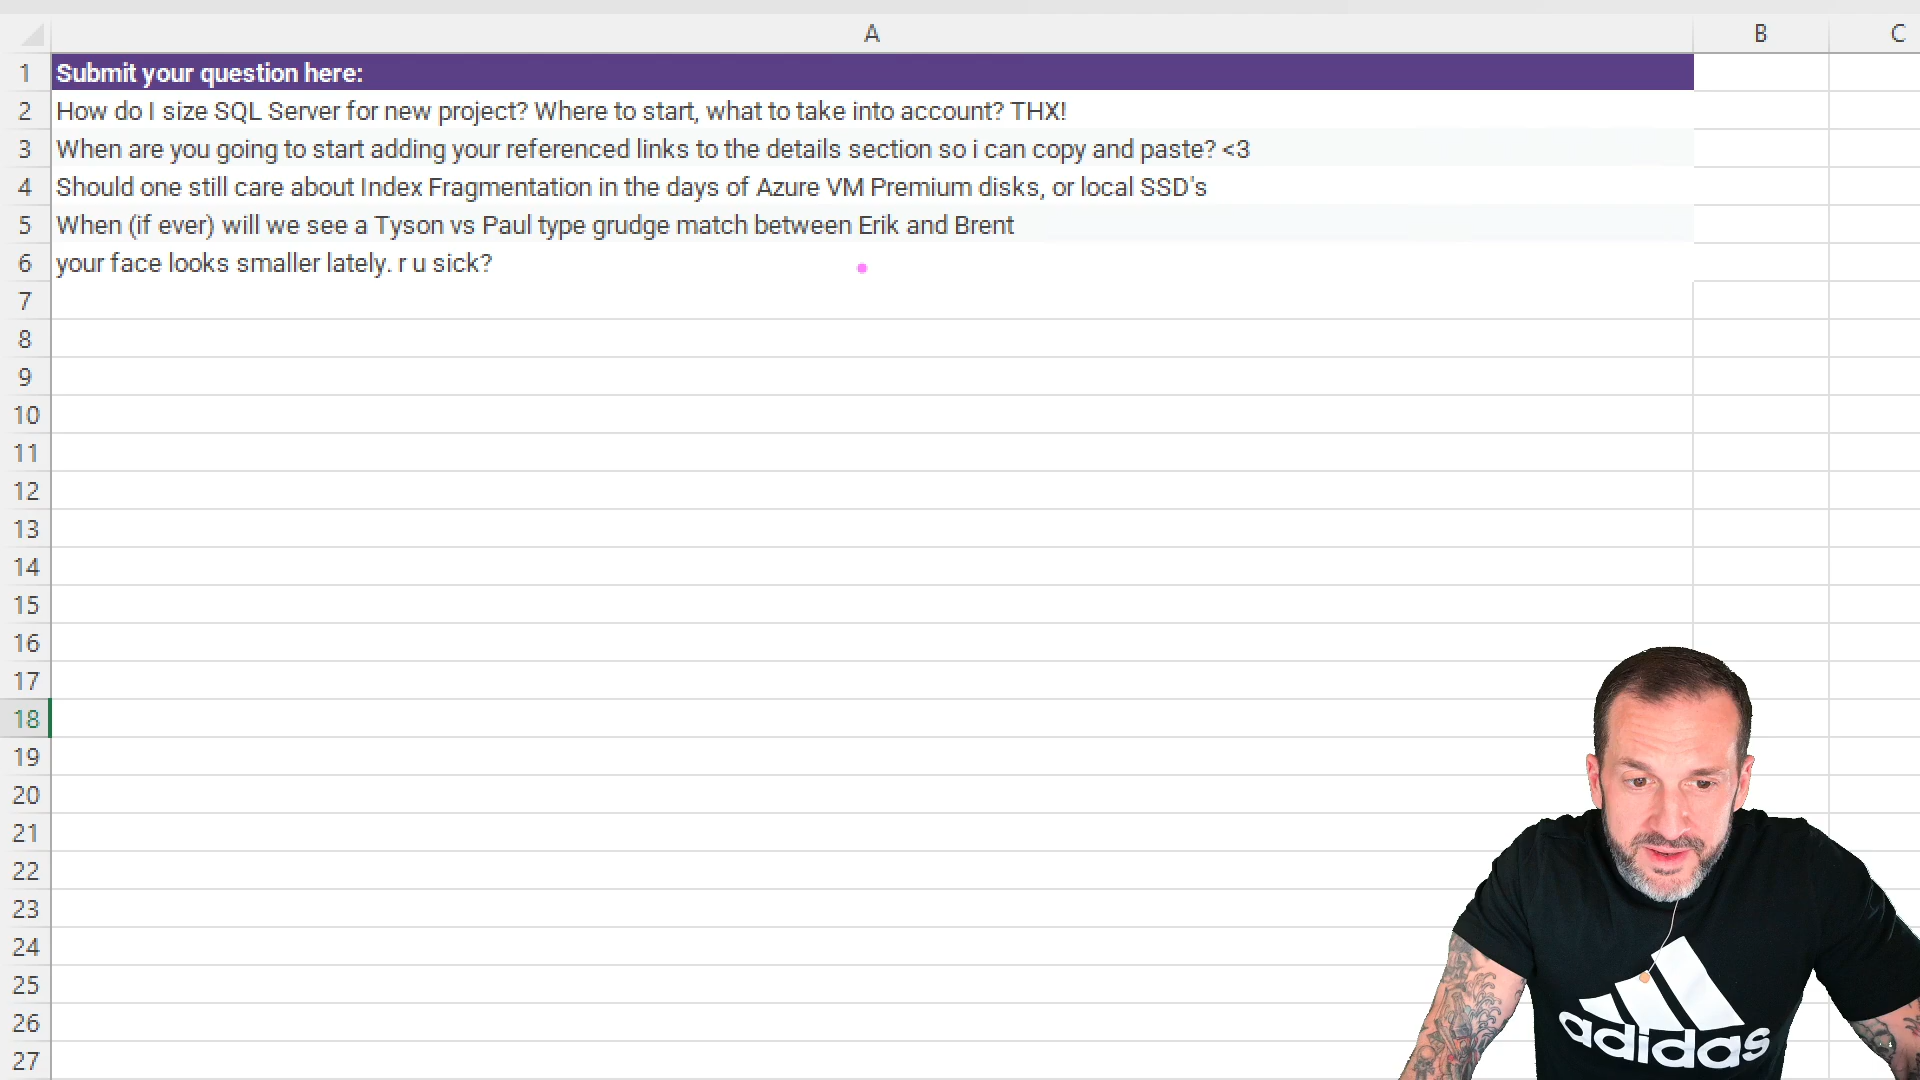 A
B
C
1
Submit your question here:
2
How do I size SQL Server for new project? Where to start, what to take into account? THX!
3
When are you going to start adding your referenced links to the details section so i can copy and paste? <3
4
Should one still care about Index Fragmentation in the days of Azure VM Premium disks, or local SSD's
5
When (if ever) will we see a Tyson vs Paul type grudge match between Erik and Brent
6
your face looks smaller lately. r u sick?
7
8
9
10
11
12
13
14
15
16
17
18
19
20
21
22
23
24
25
26
27
adidas